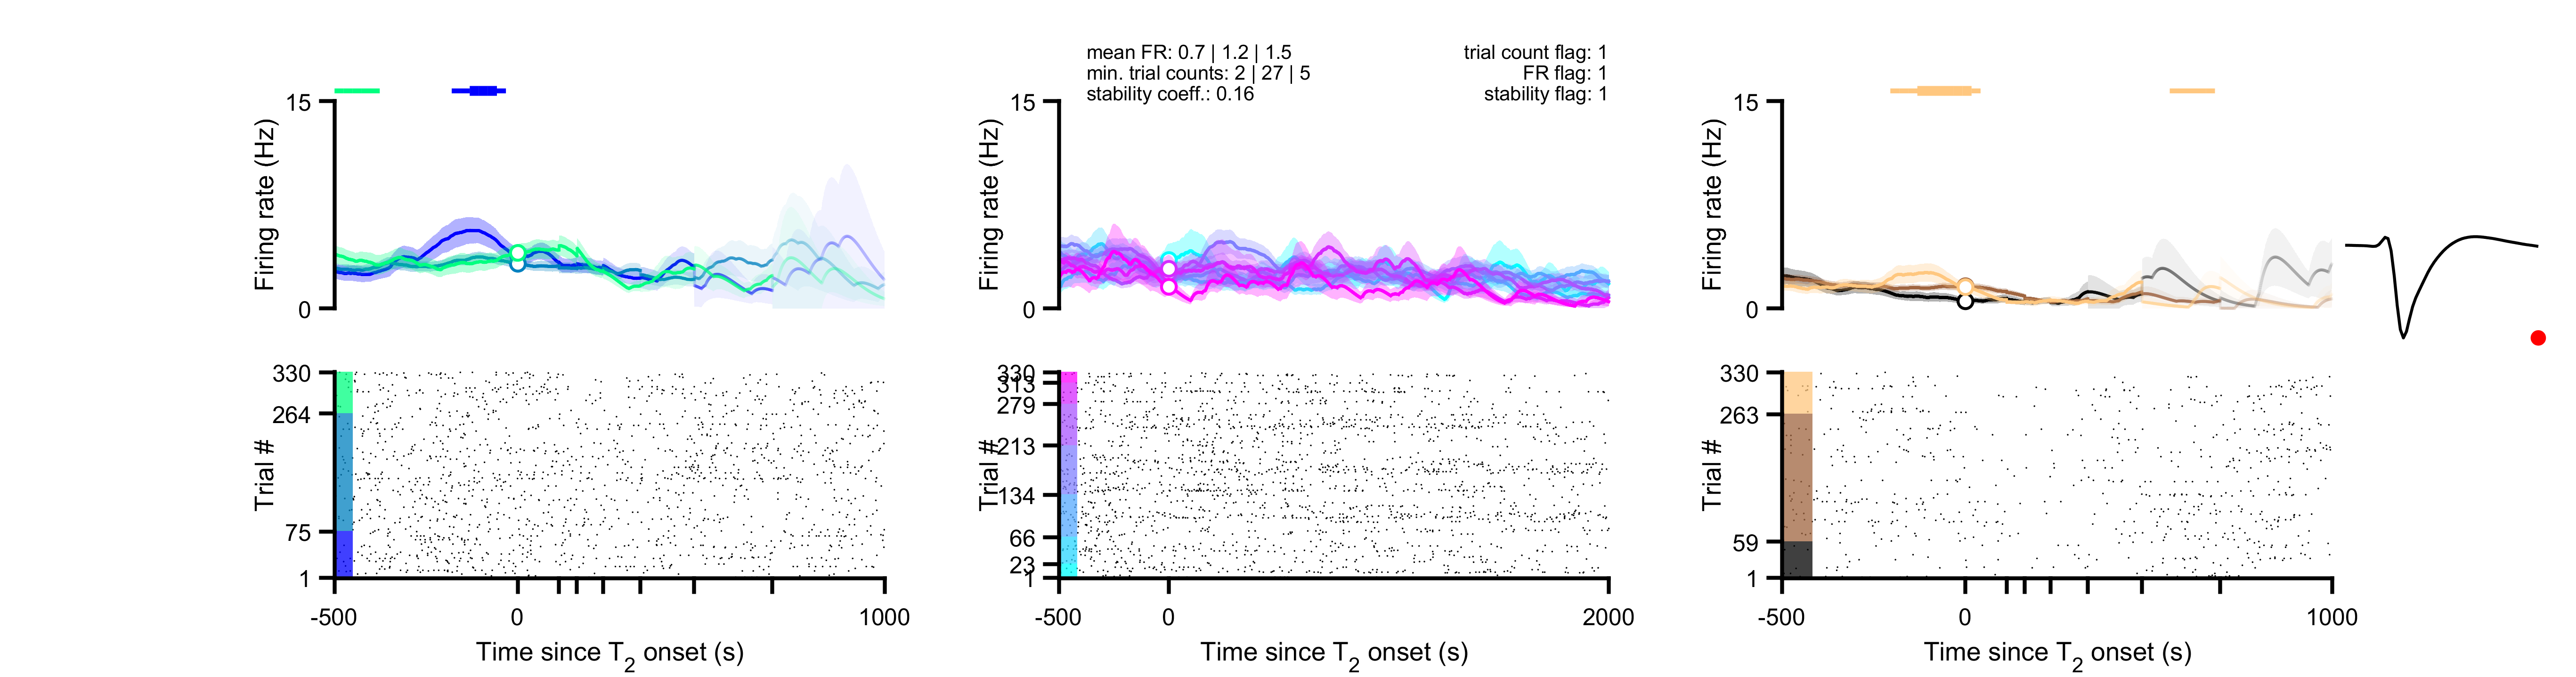 mean FR: 0.7 | 1.2 | 1.5
min. trial counts: 2 | 27 | 5
stability coeff.: 0.16
trial count flag: 1
FR flag: 1
stability flag: 1
15
Firing rate (Hz)
0
15
Firing rate (Hz)
0
15
Firing rate (Hz)
0
330
264
Trial #
75
1
-500
0
1000
Time since T2 onset (s)
330
313
279
213
Trial #
134
66
23
1
-500
0
2000
Time since T2 onset (s)
330
263
Trial #
59
1
-500
0
1000
Time since T2 onset (s)